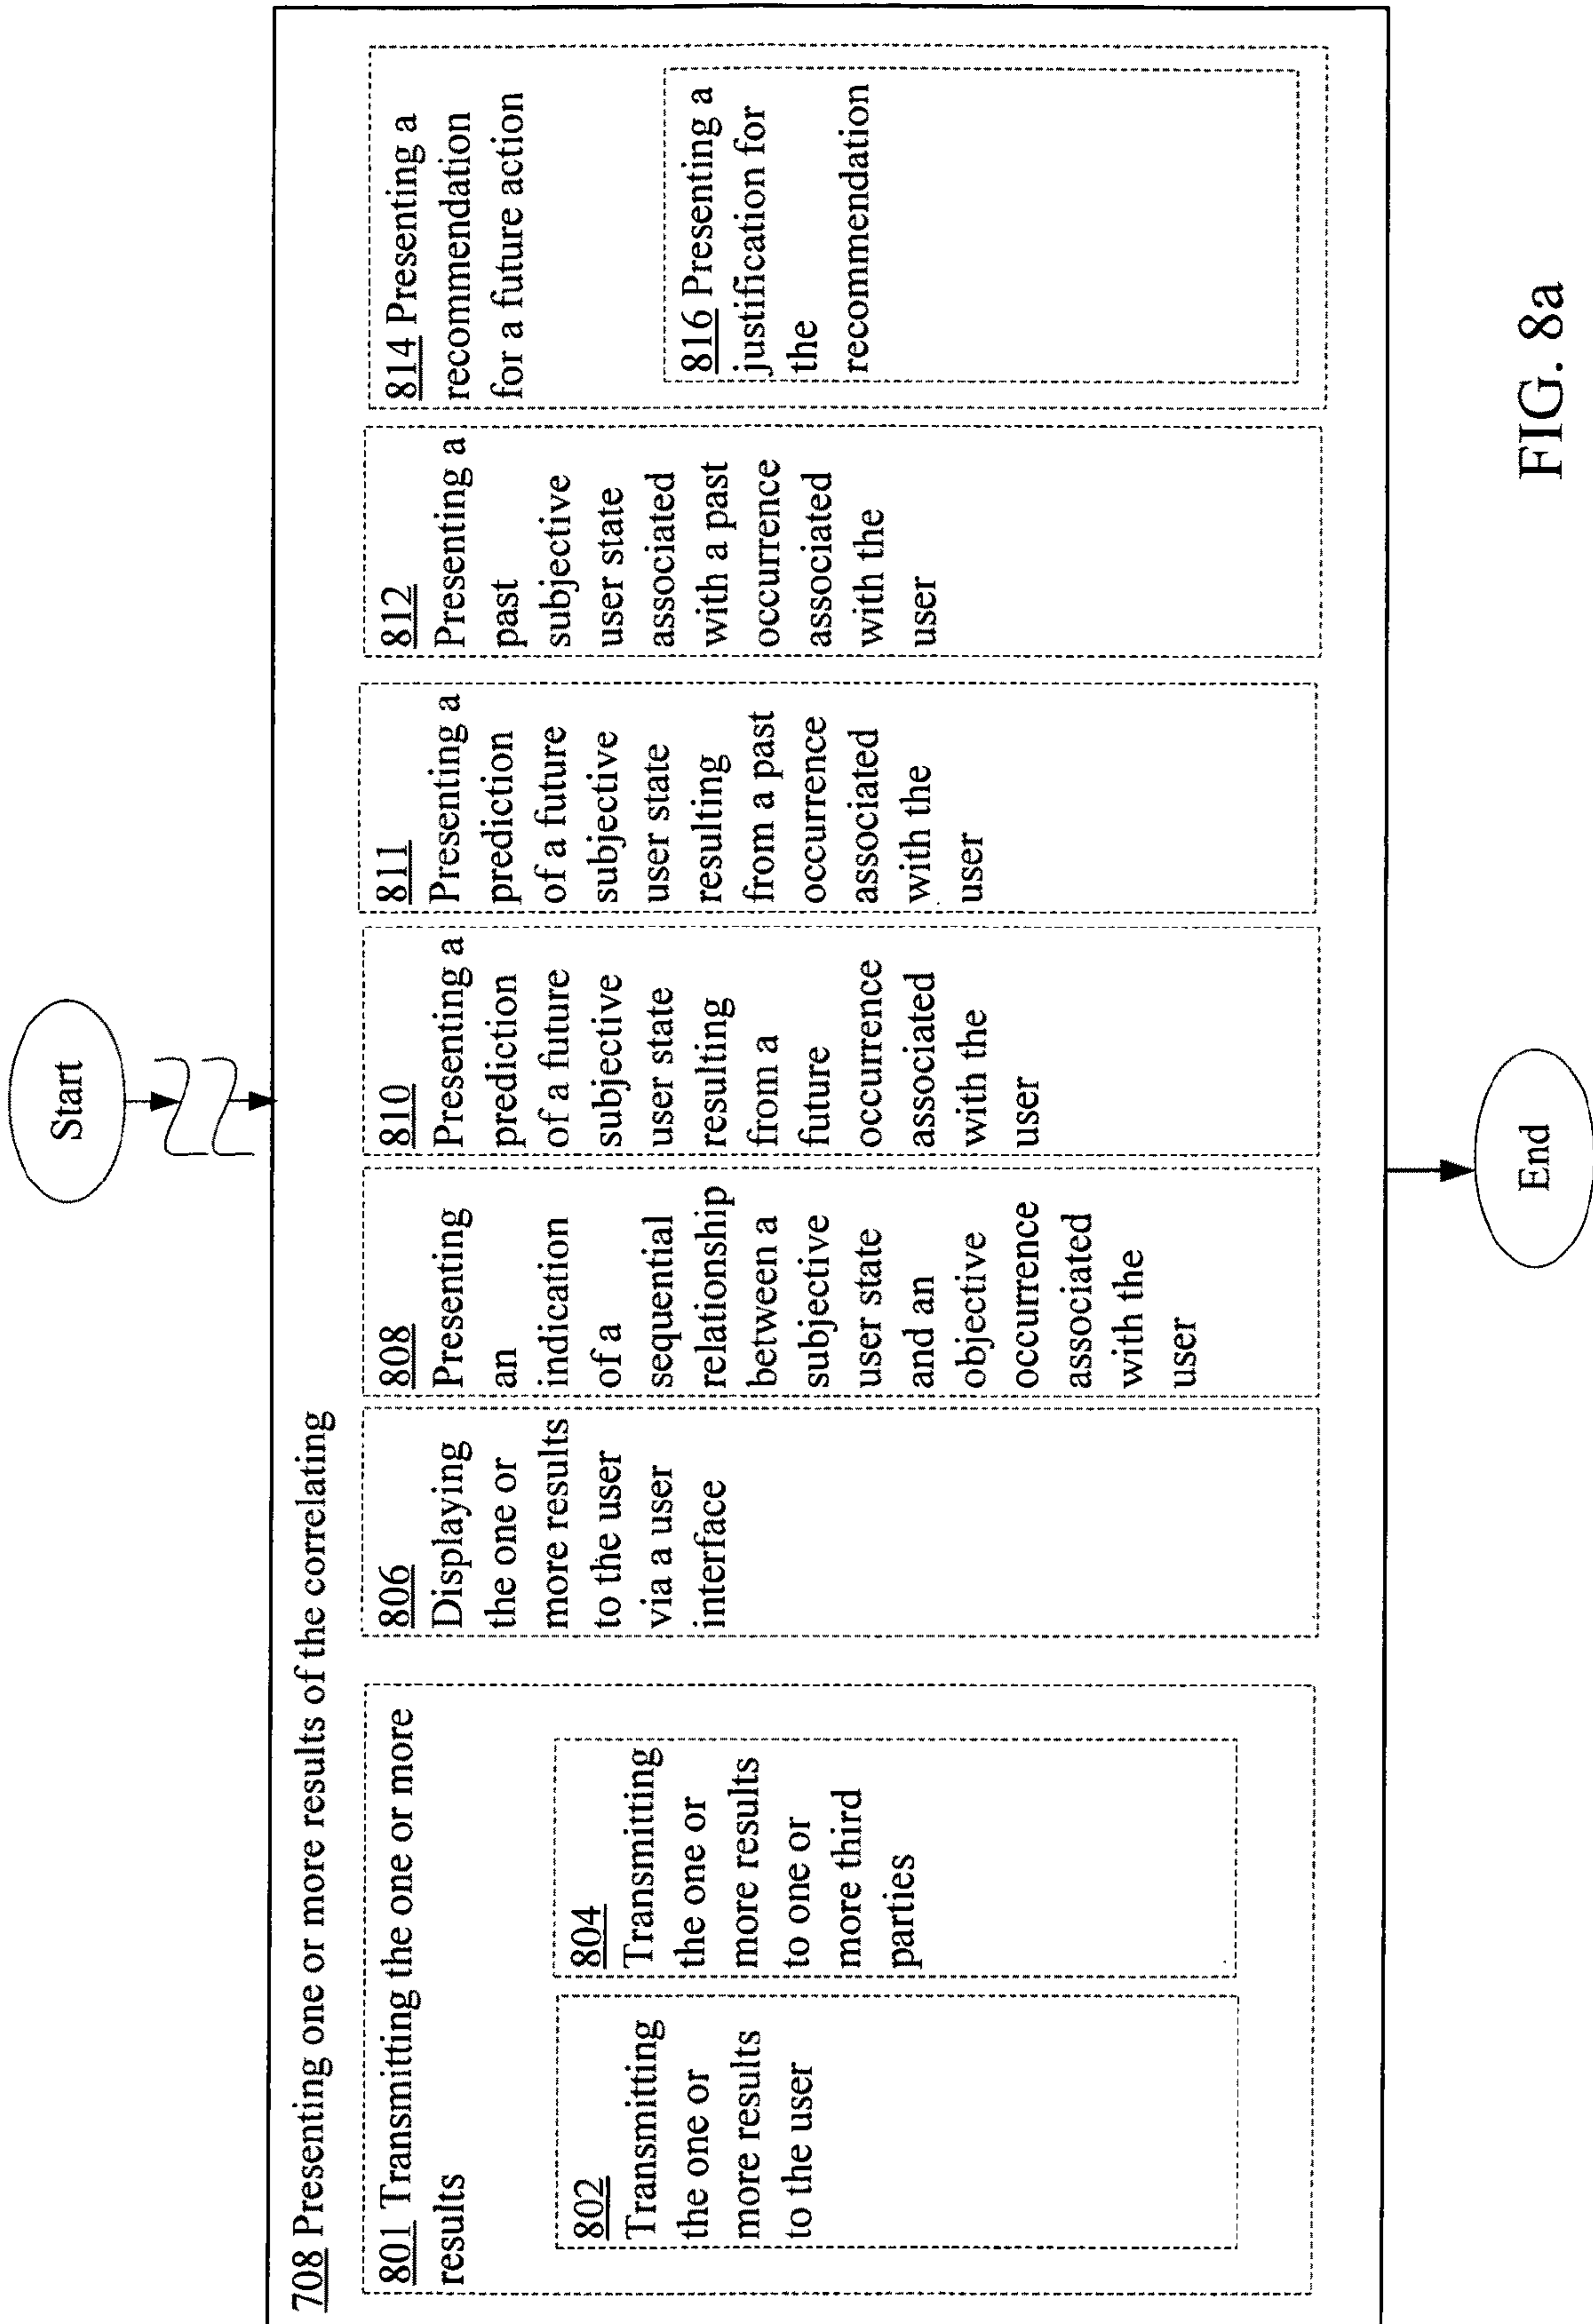 Start
708 Presenting one or more results of the correlating
801 Transmitting the one or more
results
802
Transmitting
the one or
more results
to the user
804
Transmitting
the one or
more results
to one or
more third
parties
806
Displaying
the one or
more results
to the user
via a user
interface
808
Presenting
an
indication
of a
sequential
relationship
between a
subjective
user state
and an
objective
occurrence
associated
with the
user
810
Presenting a
prediction
of a future
subjective
user state
resulting
from a
future
occurrence
associated
with the
user
811
Presenting a
prediction
of a future
subjective
user state
resulting
from a past
occurrence
associated
with the
user
812
Presenting a
past
subjective
user state
associated
with a past
occurrence
associated
with the
user
814 Presenting a
recommendation
for a future action
816 Presenting a
justification for
the
recommendation
End
FIG. 8a